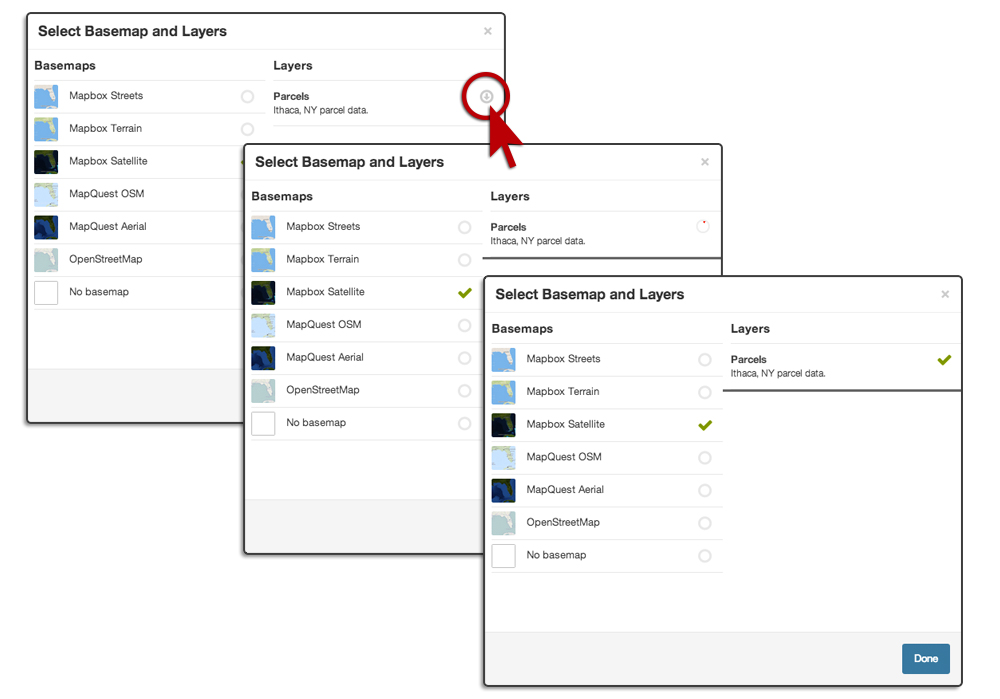 Select Basemap and Layers ×
Basemaps
Layers
Mapbox Streets
Parcels
Ithaca, NY parcel data.
Mapbox Terrain
Mapbox Satellite
MapQuest OSM
MapQuest Aerial
OpenStreetMap
No basemap
Select Basemap and Layers ×
Basemaps
Layers
Mapbox Streets
Parcels
Ithaca, NY parcel data.
Mapbox Terrain
Mapbox Satellite
MapQuest OSM
MapQuest Aerial
OpenStreetMap
No basemap
Select Basemap and Layers ×
Basemaps
Layers
Mapbox Streets
Parcels
Ithaca, NY parcel data.
Mapbox Terrain
Mapbox Satellite
MapQuest OSM
MapQuest Aerial
OpenStreetMap
No basemap
Done